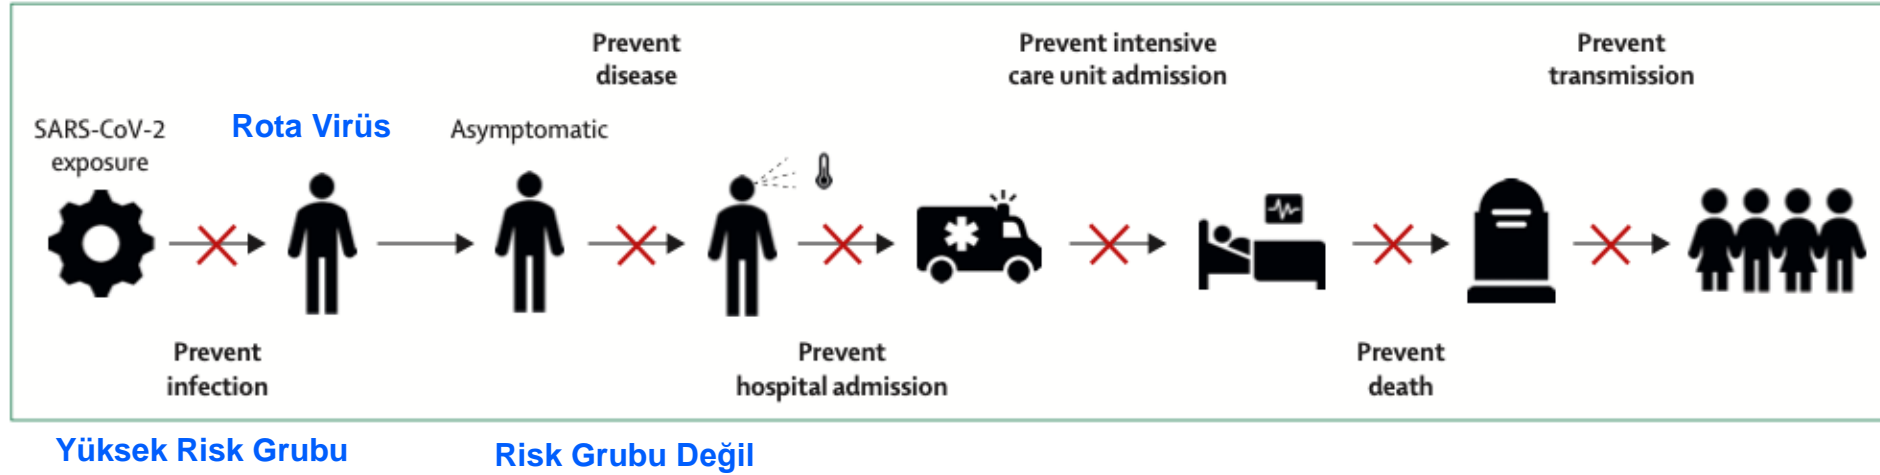 Prevent
disease
Prevent intensive
care unit admission
Prevent
transmission
SARS-CoV-2
exposure
Rota Virüs
Asymptomatic
Prevent
infection
Prevent
hospital admission
Prevent
death
Yüksek Risk Grubu
Risk Grubu Değil